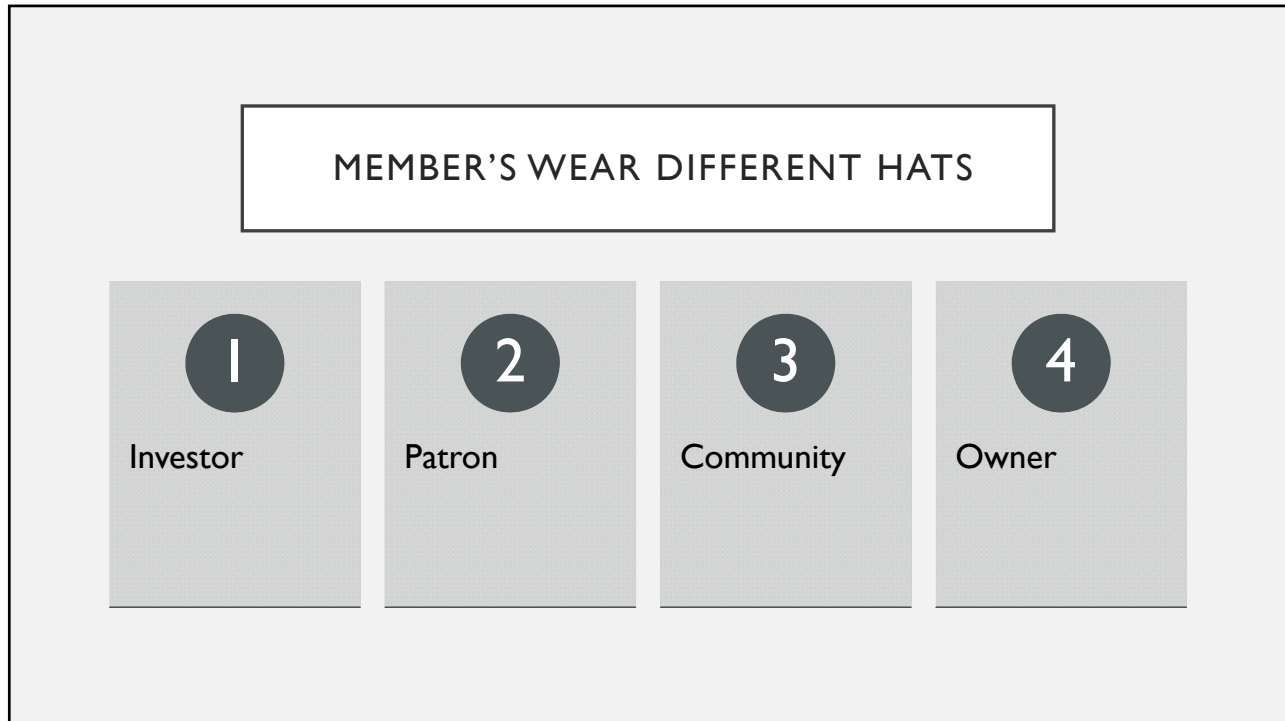 MEMBER’S WEAR DIFFERENT HATS
1
Investor
2
Patron
3
Community
4
Owner